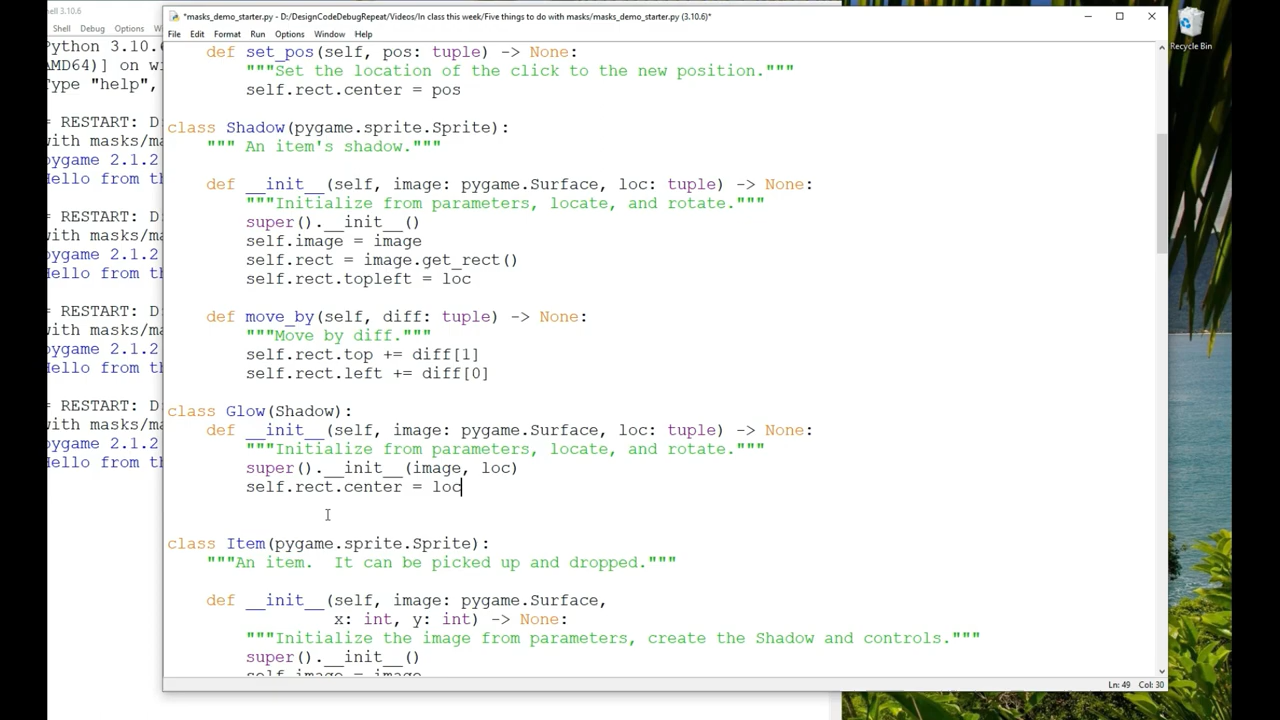 Shell 3.10.6
Shell Debug Options
Python 3.10.6
AMD64)] on wi
Type "help",
= RESTART: D:
with masks/ma
pygame 2.1.2
Hello from th
= RESTART: D:
with masks/ma
pygame 2.1.2
Hello from th
= RESTART: D:
with masks/ma
pygame 2.1.2
Hello from th
= RESTART: D:
with masks/ma
pygame 2.1.2
Hello from th
*masks_demo_starter.py - D:/DesignCodeDebugRepeat/Videos/In class this week/Five things to do with masks/masks_demo_starter.py (3.10.6)*
File Edit Format Run Options Window Help
def set_pos(self, pos: tuple) -> None:
"""Set the location of the click to the new position."""
self.rect.center = pos
class Shadow(pygame.sprite.Sprite):
""" An item's shadow."""
def __init__(self, image: pygame.Surface, loc: tuple) -> None:
"""Initialize from parameters, locate, and rotate."""
super().__init__()
self.image = image
self.rect = image.get_rect()
self.rect.topleft = loc
def move_by(self, diff: tuple) -> None:
"""Move by diff."""
self.rect.top += diff[1]
self.rect.left += diff[0]
class Glow(Shadow):
def __init__(self, image: pygame.Surface, loc: tuple) -> None:
"""Initialize from parameters, locate, and rotate."""
super().__init__(image, loc)
self.rect.center = loc
class Item(pygame.sprite.Sprite):
"""An item.  It can be picked up and dropped."""
def __init__(self, image: pygame.Surface,
x: int, y: int) -> None:
"""Initialize the image from parameters, create the Shadow and controls."""
super().__init__()
self.image = image
Ln: 49 Col: 30
Recycle Bin